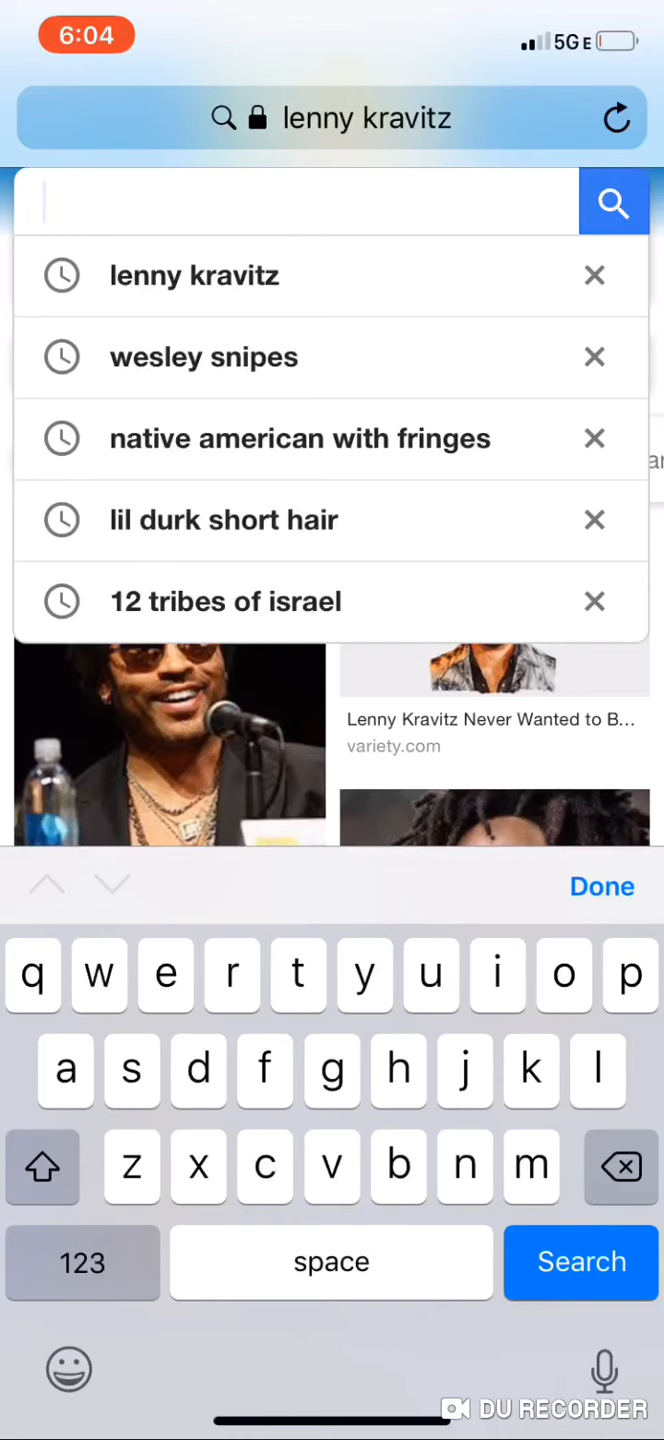 6:04
5G E
lenny kravitz
lenny kravitz
wesley snipes
native american with fringes
lil durk short hair
12 tribes of israel
Lenny Kravitz Never Wanted to B...
variety.com
Done
q w e r t y u i o p
a s d f g h j k l
z x c v b n m
123 space Search
DU RECORDER